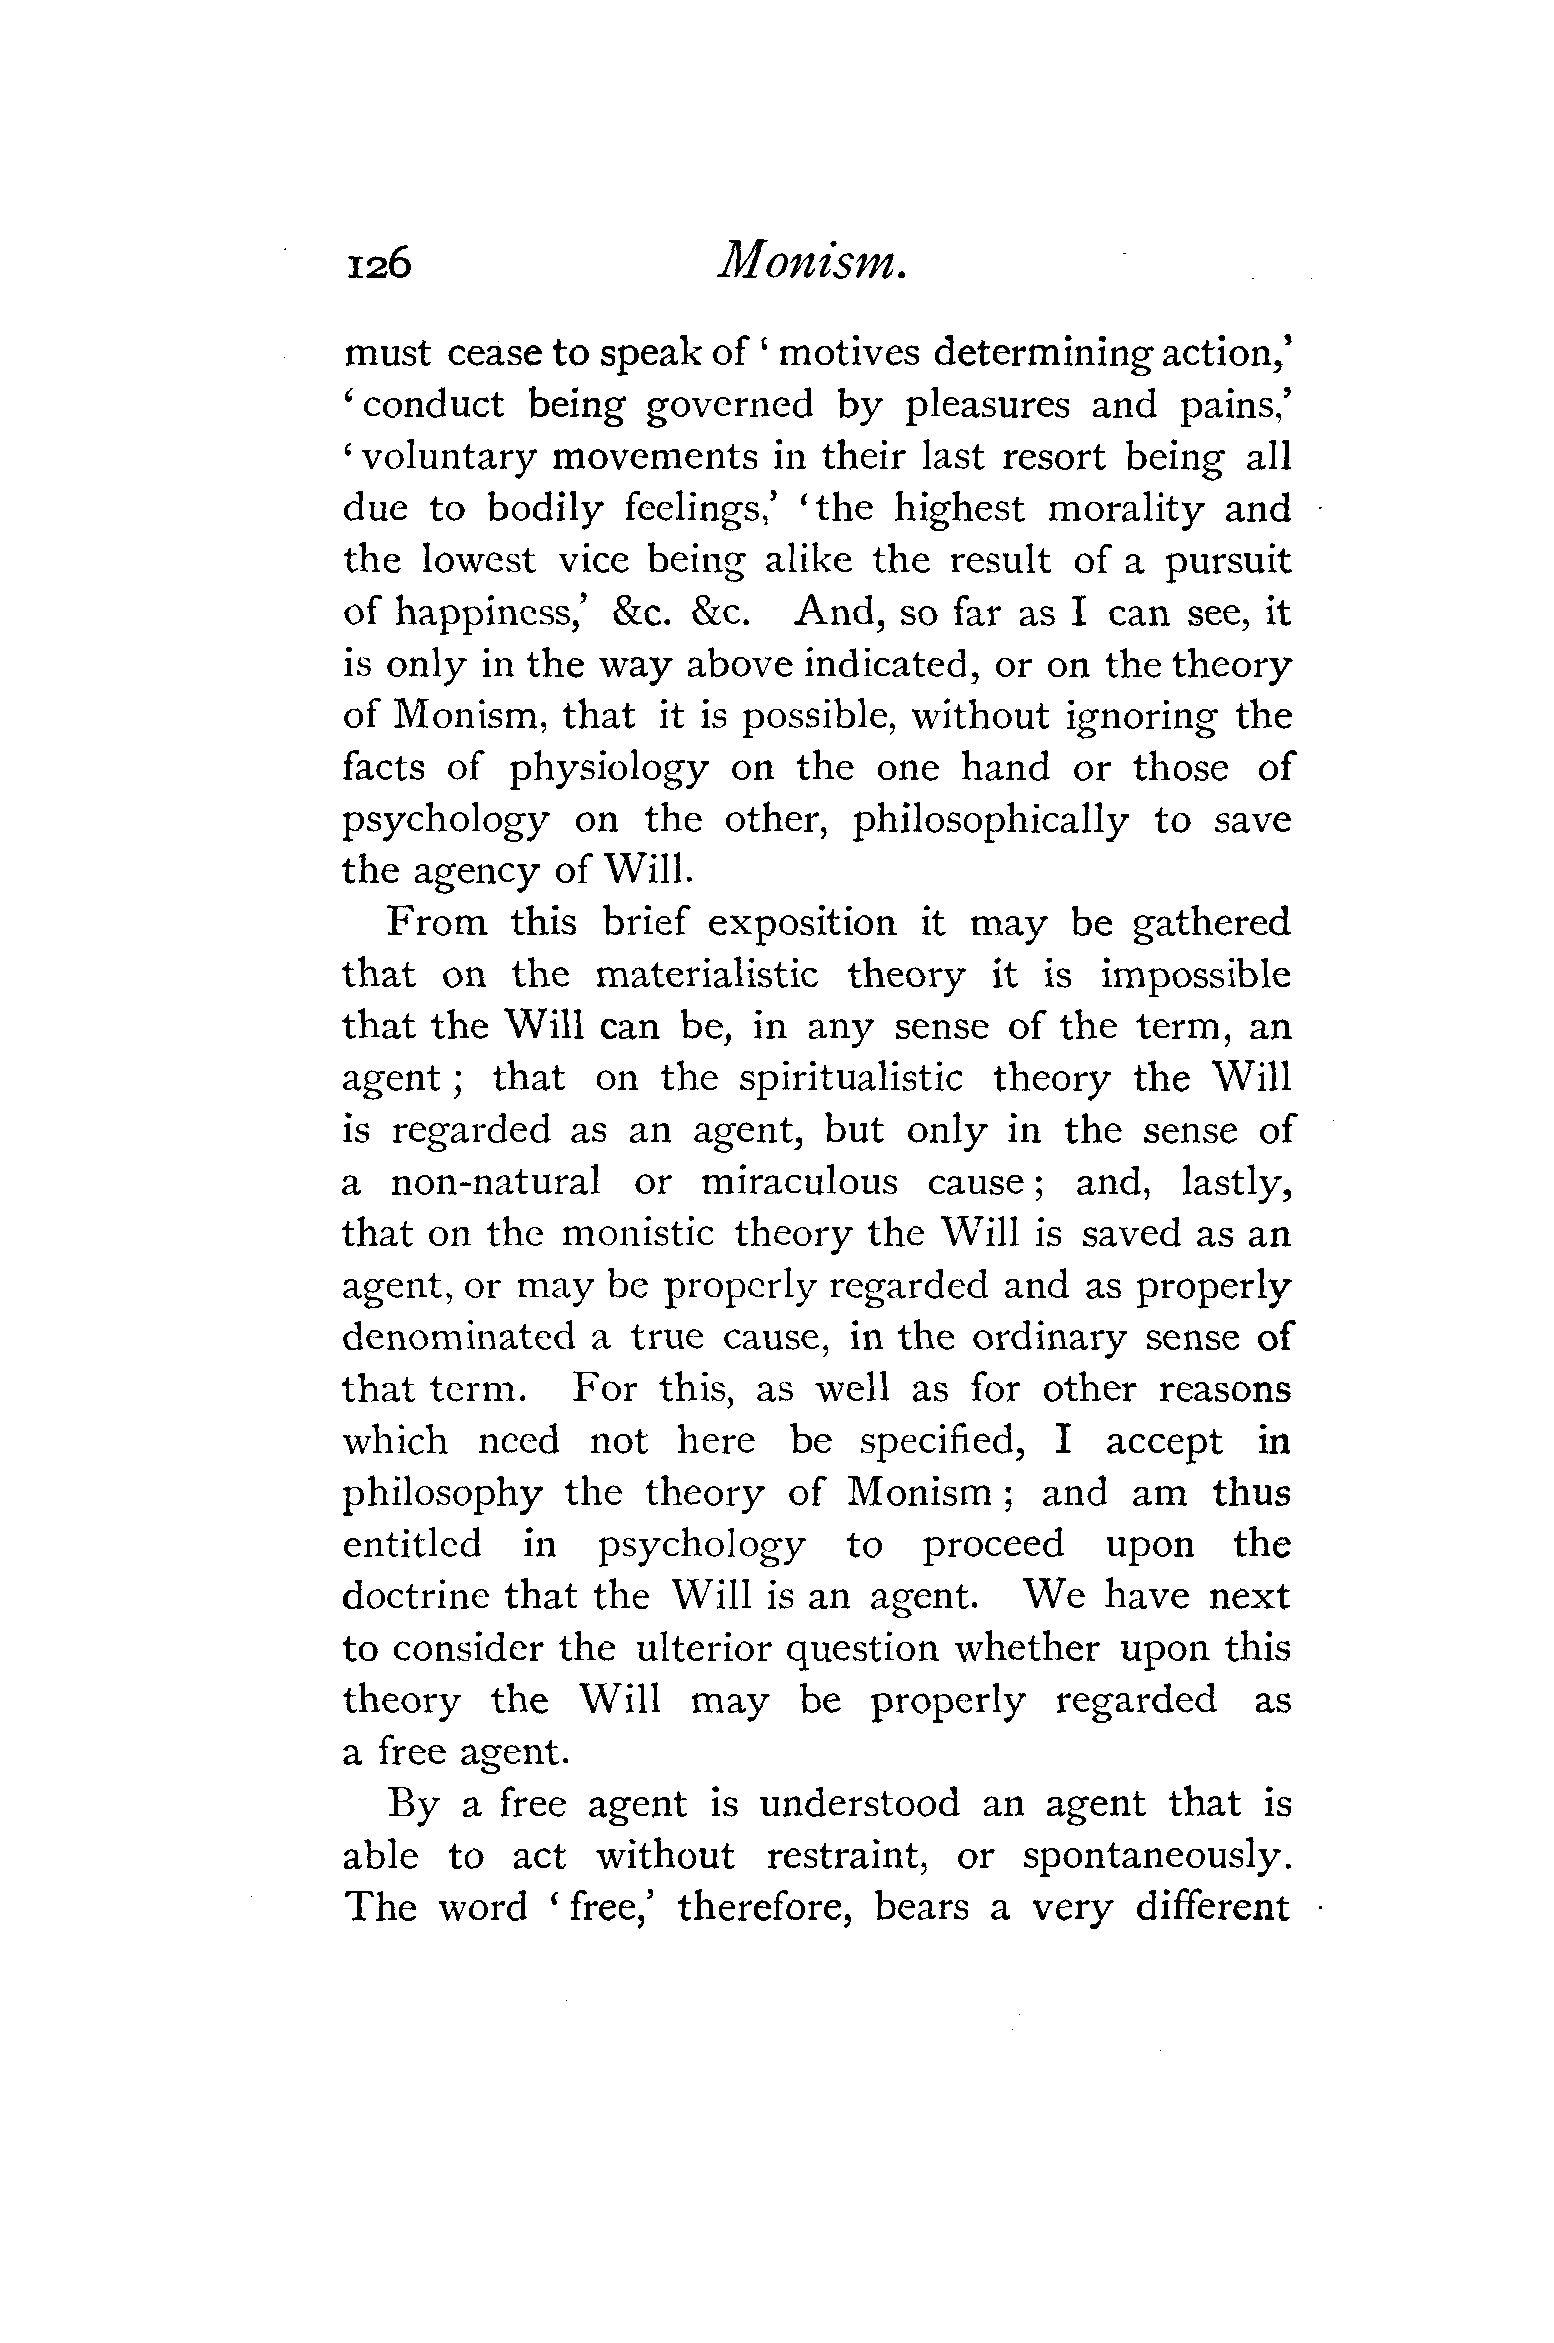 126 Monism.
must cease to speak of ‘ motives determining action,’
‘ conduct being governed by pleasures and pains,’
‘ voluntary movements in their last resort being all
due to bodily feelings,’ ‘ the highest morality and
the lowest vice being alike the result of a pursuit
of happiness,’ &c. &c. And, so far as I can see, it
is only in the way above indicated, or on the theory
of Monism, that it is possible, without ignoring the
facts of physiology on the one hand or those of
psychology on the other, philosophically to save
the agency of Will.
From this brief exposition it may be gathered
that on the materialistic theory it is impossible
that the Will can be, in any sense of the term, an
agent ; that on the spiritualistic theory the Will
is regarded as an agent, but only in the sense of
a non-natural or miraculous cause ; and, lastly,
that on the monistic theory the Will is saved as an
agent, or may be properly regarded and as properly
denominated a true cause, in the ordinary sense of
that term. For this, as well as for other reasons
which need not here be specified, I accept in
philosophy the theory of Monism ; and am thus
entitled in psychology to proceed upon the
doctrine that the Will is an agent. We have next
to consider the ulterior question whether upon this
theory the Will may be properly regarded as
a free agent.
By a free agent is understood an agent that is
able to act without restraint, or spontaneously.
The word ‘ free,’ therefore, bears a very different